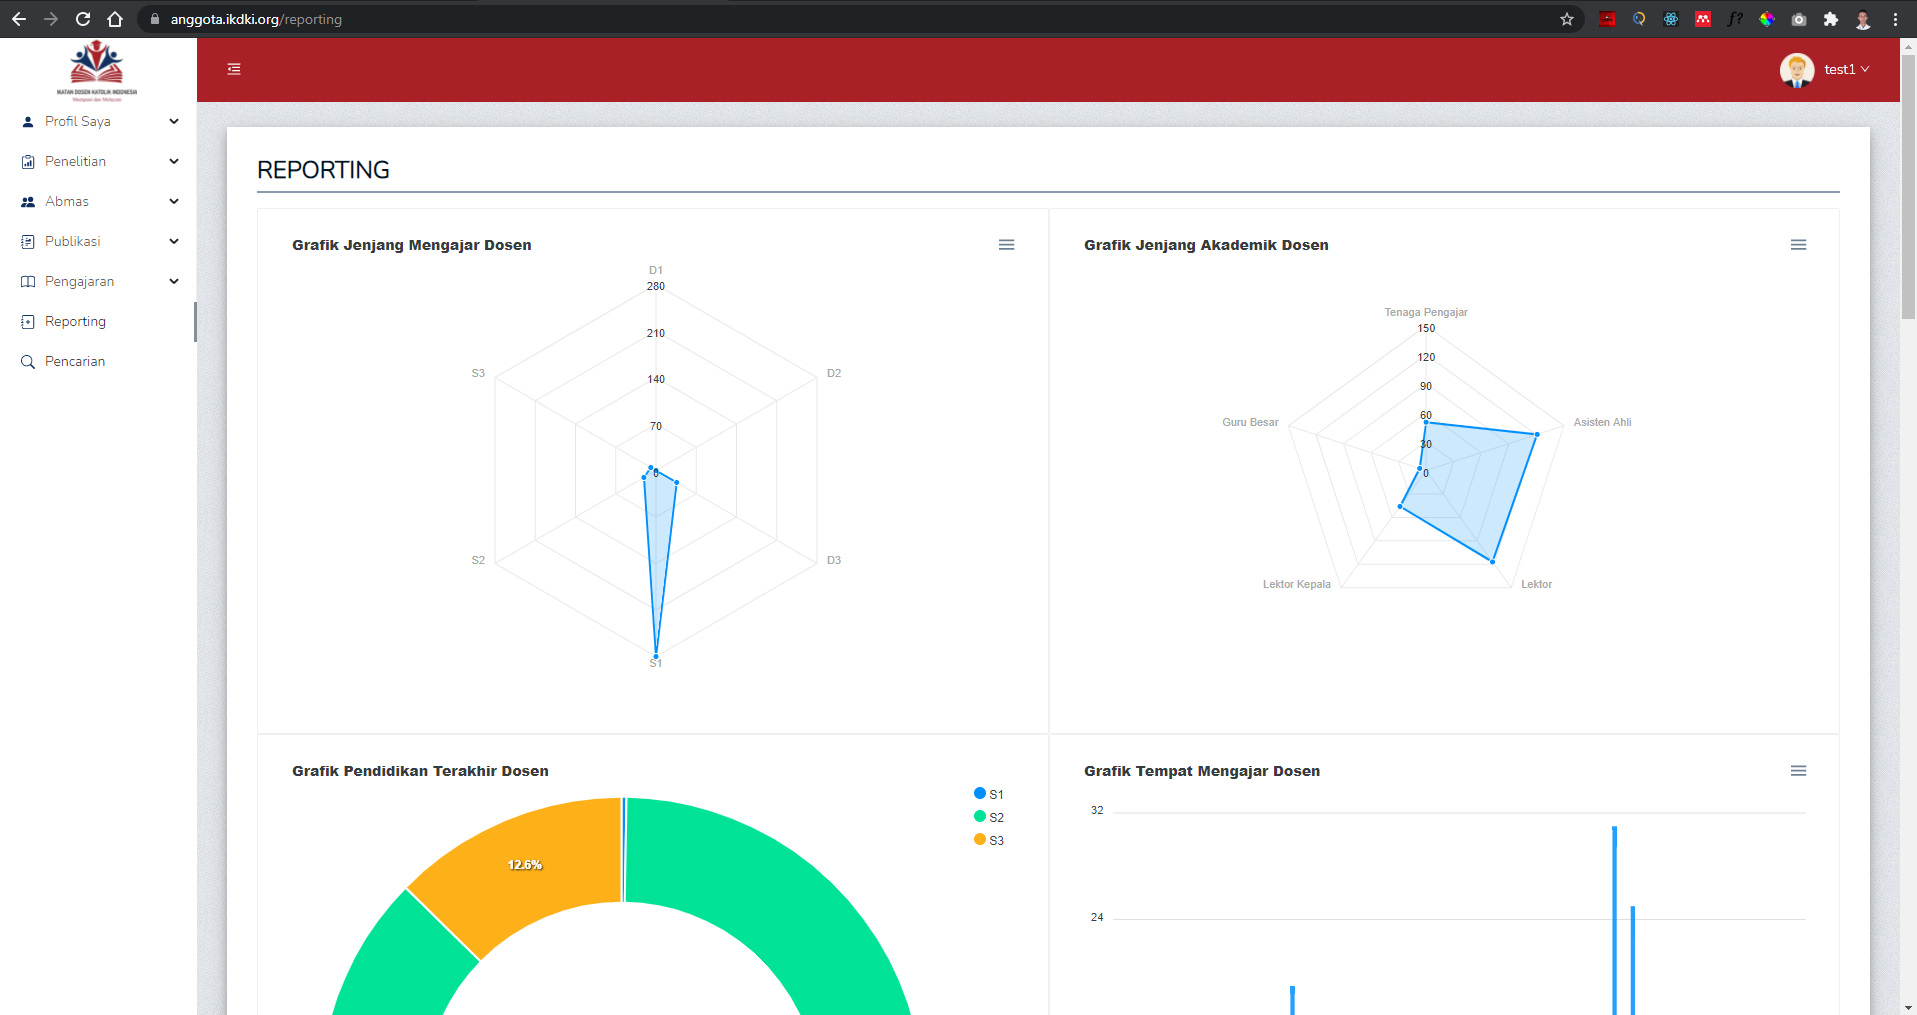 anggota.ikdki.org/reporting
f?
IKATAN DOSEN KATOLIK INDONESIA
test1
Profil Saya
Penelitian
Abmas
Publikasi
Pengajaran
Reporting
Pencarian
REPORTING
Grafik Jenjang Mengajar Dosen
D1
280
210
140
70
0
D2
D3
S1
S2
S3
Grafik Jenjang Akademik Dosen
Tenaga Pengajar
150
120
90
60
30
0
Asisten Ahli
Lektor
Lektor Kepala
Guru Besar
Grafik Pendidikan Terakhir Dosen
S1
S2
S3
12.6%
Grafik Tempat Mengajar Dosen
32
24